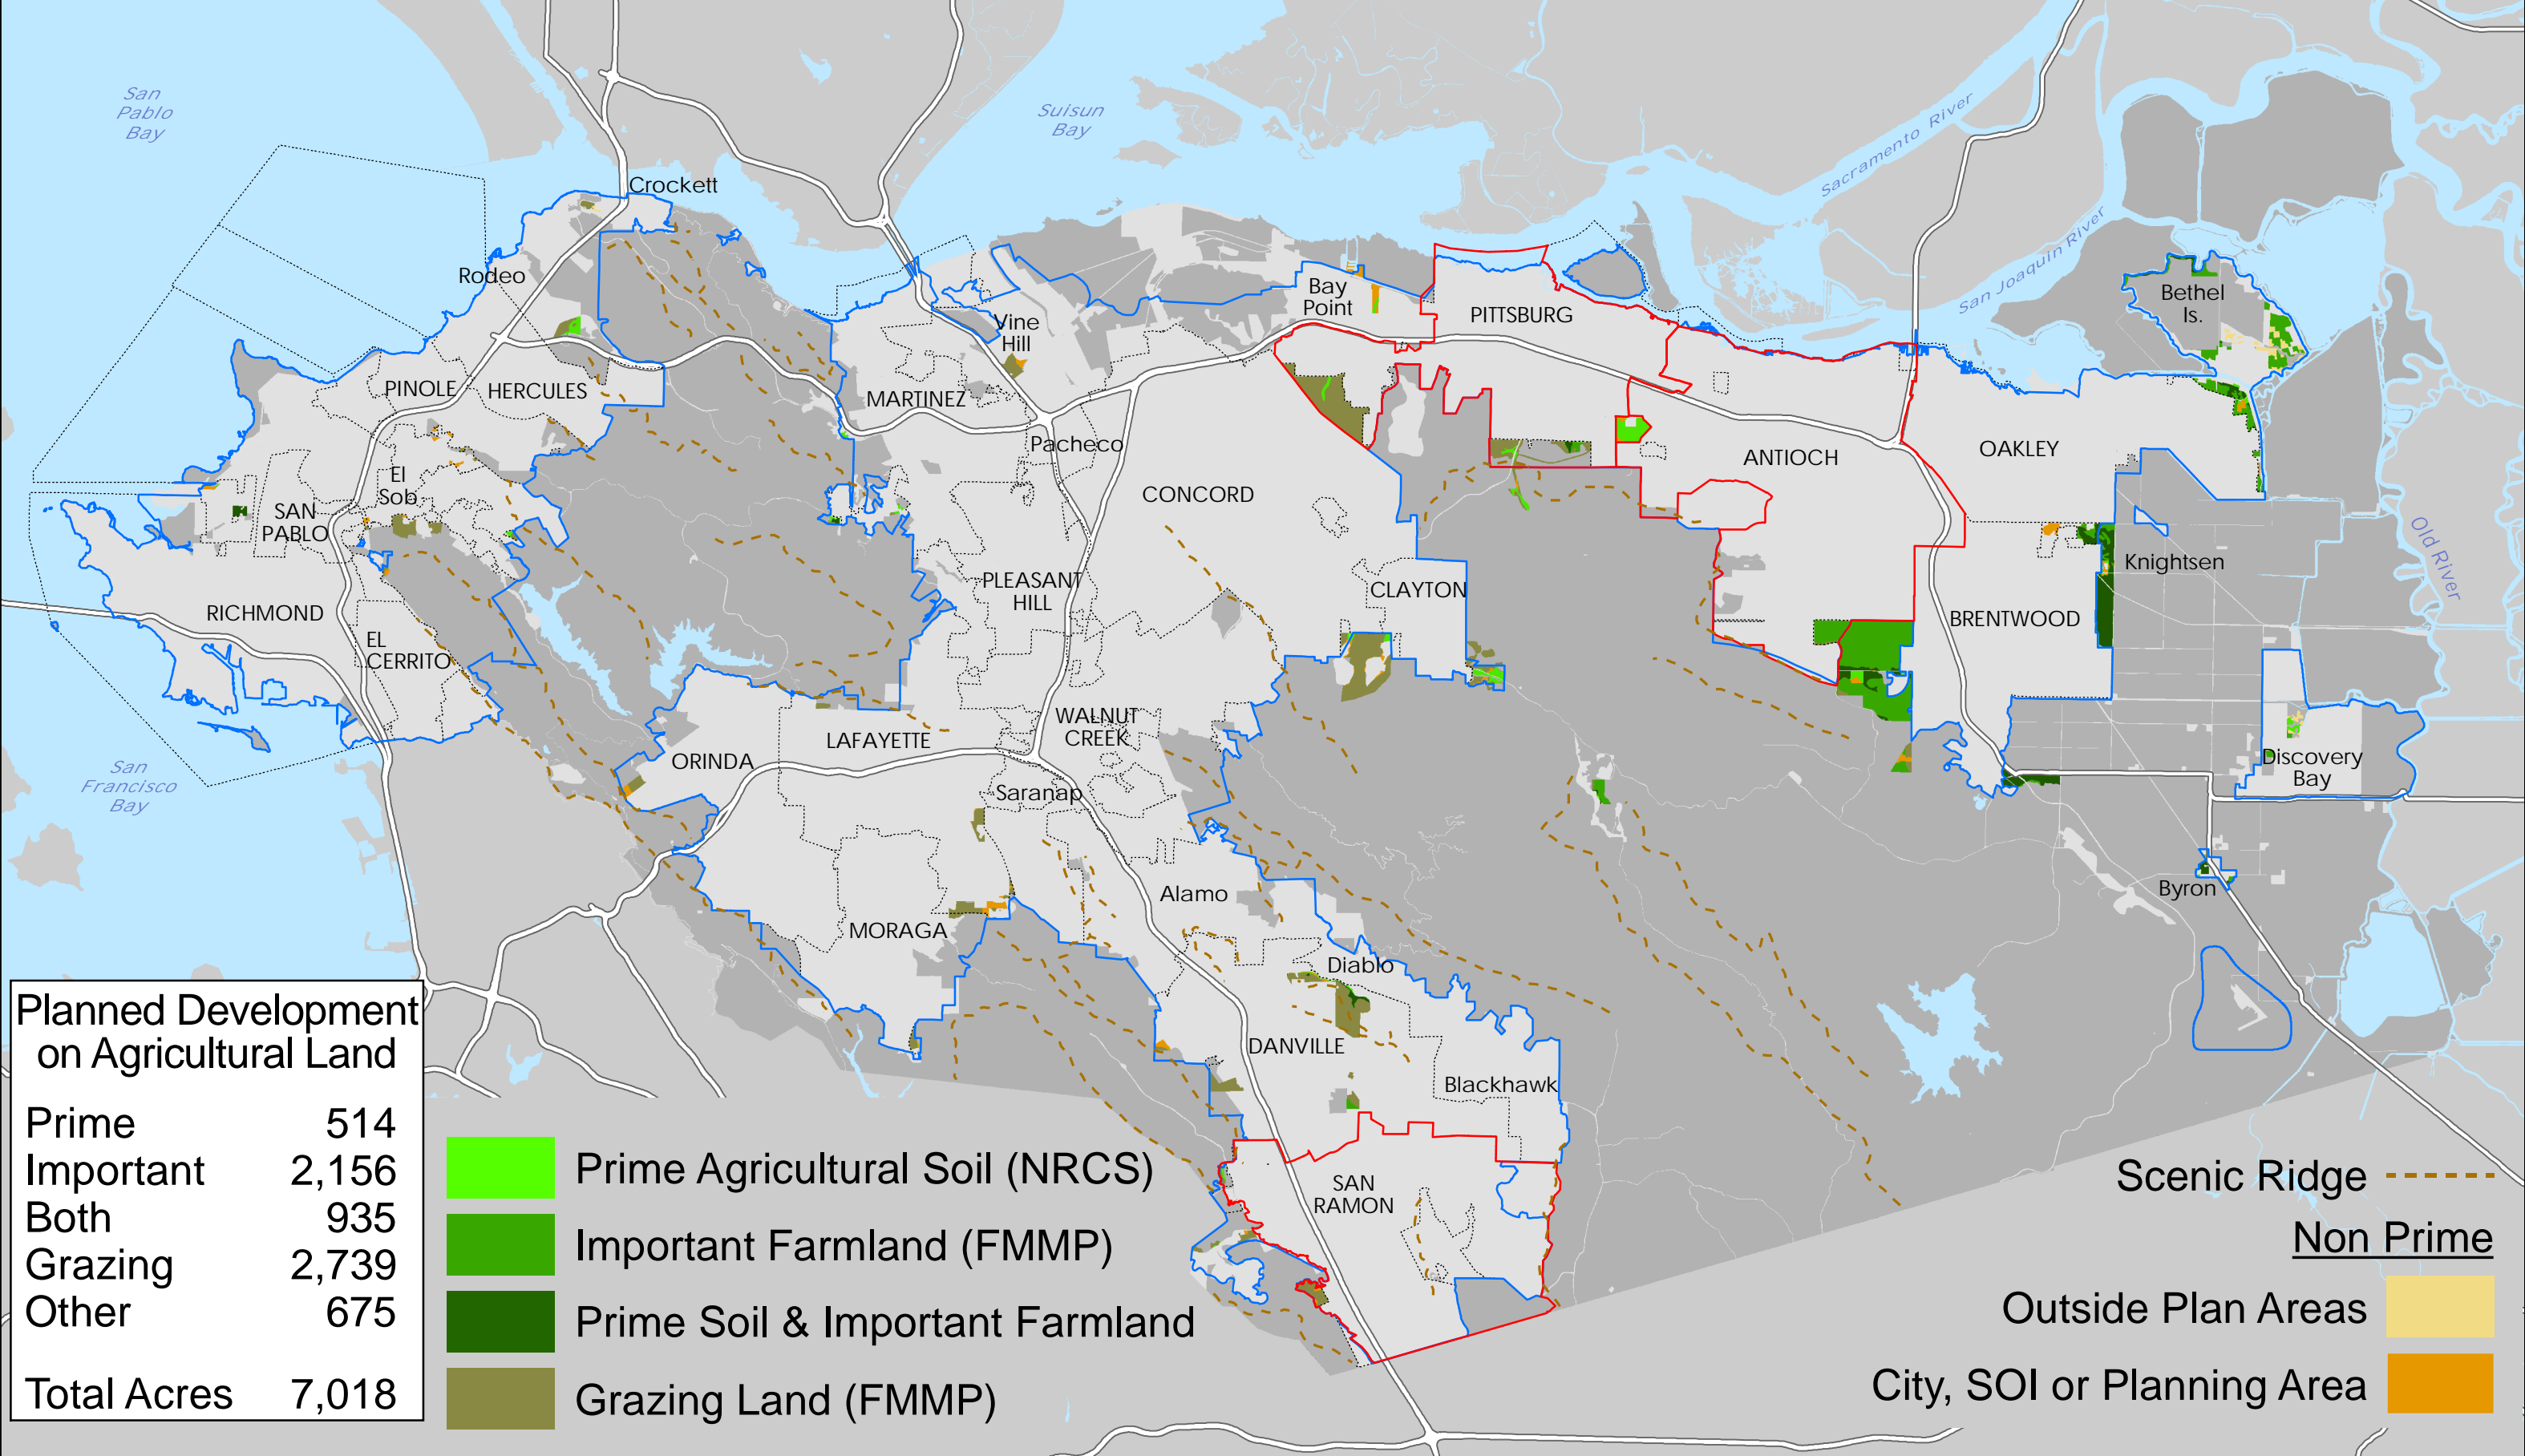 San
Pablo
Bay
Suisun
Bay
Sacramento River
San Joaquin River
Crockett
Rodeo
Bay
Point
PITTSBURG
Bethel
Is.
Vine
Hill
PINOLE
HERCULES
MARTINEZ
Pacheco
OAKLEY
ANTIOCH
El
Sob
CONCORD
SAN
PABLO
Old River
Knightsen
PLEASANT
HILL
CLAYTON
RICHMOND
BRENTWOOD
EL
CERRITO
WALNUT
CREEK
LAFAYETTE
ORINDA
Saranap
Discovery
Bay
San
Francisco
Bay
Alamo
Byron
MORAGA
Diablo
DANVILLE
Blackhawk
SAN
RAMON
Planned Development
on Agricultural Land
Prime 514
Important 2,156
Both 935
Grazing 2,739
Other 675
Total Acres 7,018
Prime Agricultural Soil (NRCS)
Important Farmland (FMMP)
Prime Soil & Important Farmland
Grazing Land (FMMP)
Scenic Ridge
Non Prime
Outside Plan Areas
City, SOI or Planning Area